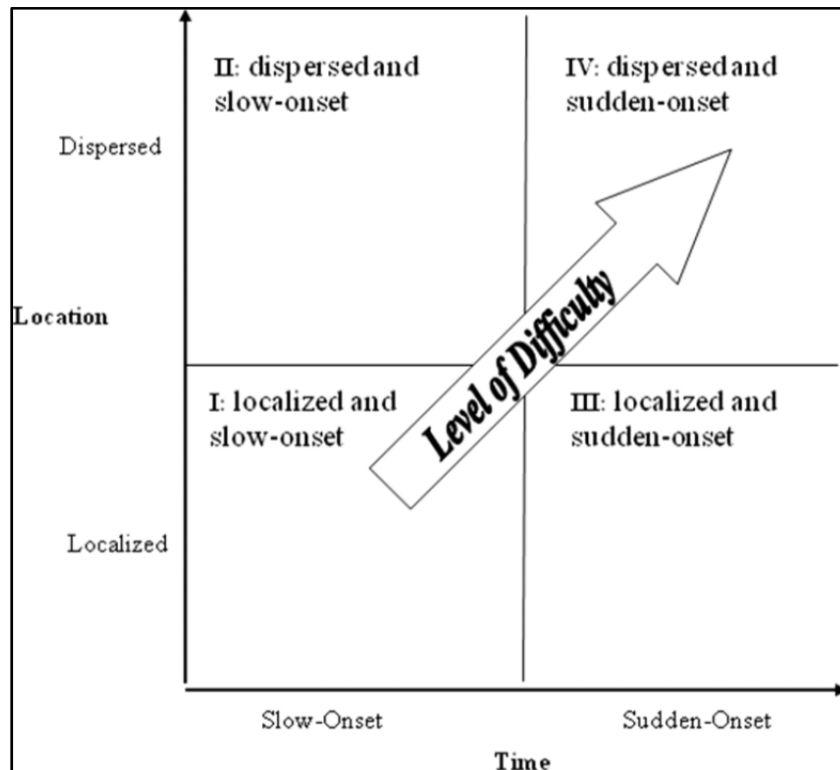 II: dispersed and
slow-onset
IV: dispersed and
sudden-onset
Dispersed
Location
Level of Difficulty
I: localized and
slow-onset
III: localized and
sudden-onset
Localized
Slow-Onset
Sudden-Onset
Time